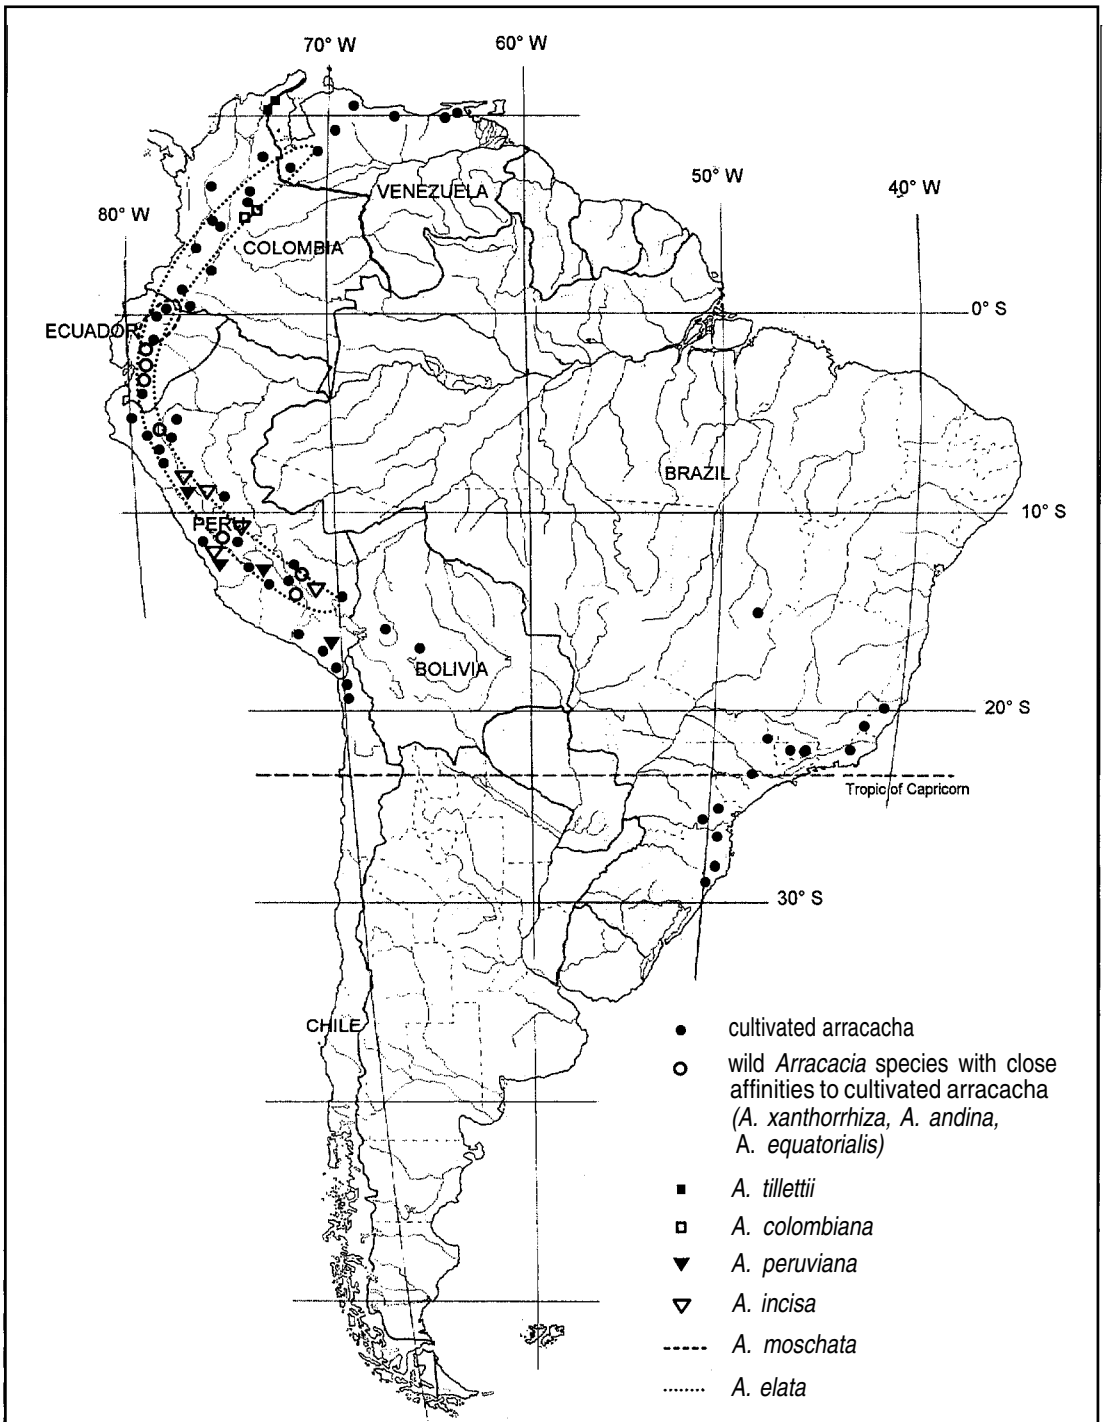 70° W
60° W
50° W
40° W
80° W
VENEZUELA
COLOMBIA
ECUADOR
0° S
BRAZIL
PERU
10° S
BOLIVIA
20° S
Tropic of Capricorn
30° S
CHILE
cultivated arracacha
wild Arracacia species with close
affinities to cultivated arracacha
(A. xanthorrhiza, A. andina,
A. equatorialis)
A. tillettii
A. colombiana
A. peruviana
A. incisa
A. moschata
A. elata